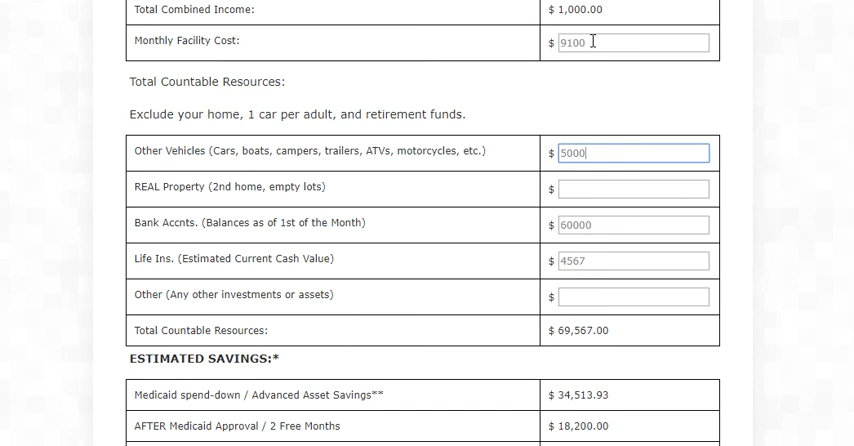 Total Combined Income: $ 1,000.00
Monthly Facility Cost: $ 9100
Total Countable Resources:
Exclude your home, 1 car per adult, and retirement funds.
Other Vehicles (Cars, boats, campers, trailers, ATVs, motorcycles, etc.) $ 5000
REAL Property (2nd home, empty lots) $
Bank Accnts. (Balances as of 1st of the Month) $ 60000
Life Ins. (Estimated Current Cash Value) $ 4567
Other (Any other investments or assets) $
Total Countable Resources: $ 69,567.00
ESTIMATED SAVINGS:*
Medicaid spend-down / Advanced Asset Savings** $ 34,513.93
AFTER Medicaid Approval / 2 Free Months $ 18,200.00